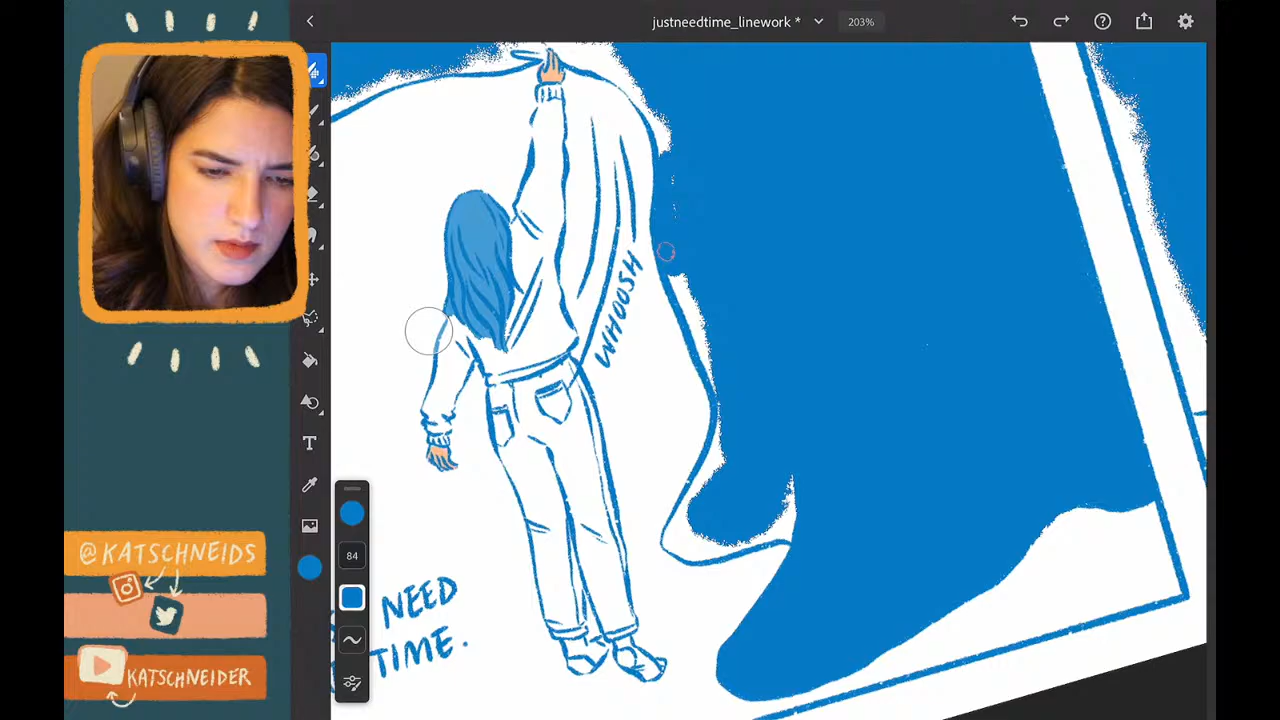 justneedtime_linework *
203%
WHOOSH
84
NEED
TIME.
@KATSCHNEIDS
KATSCHNEIDER
T